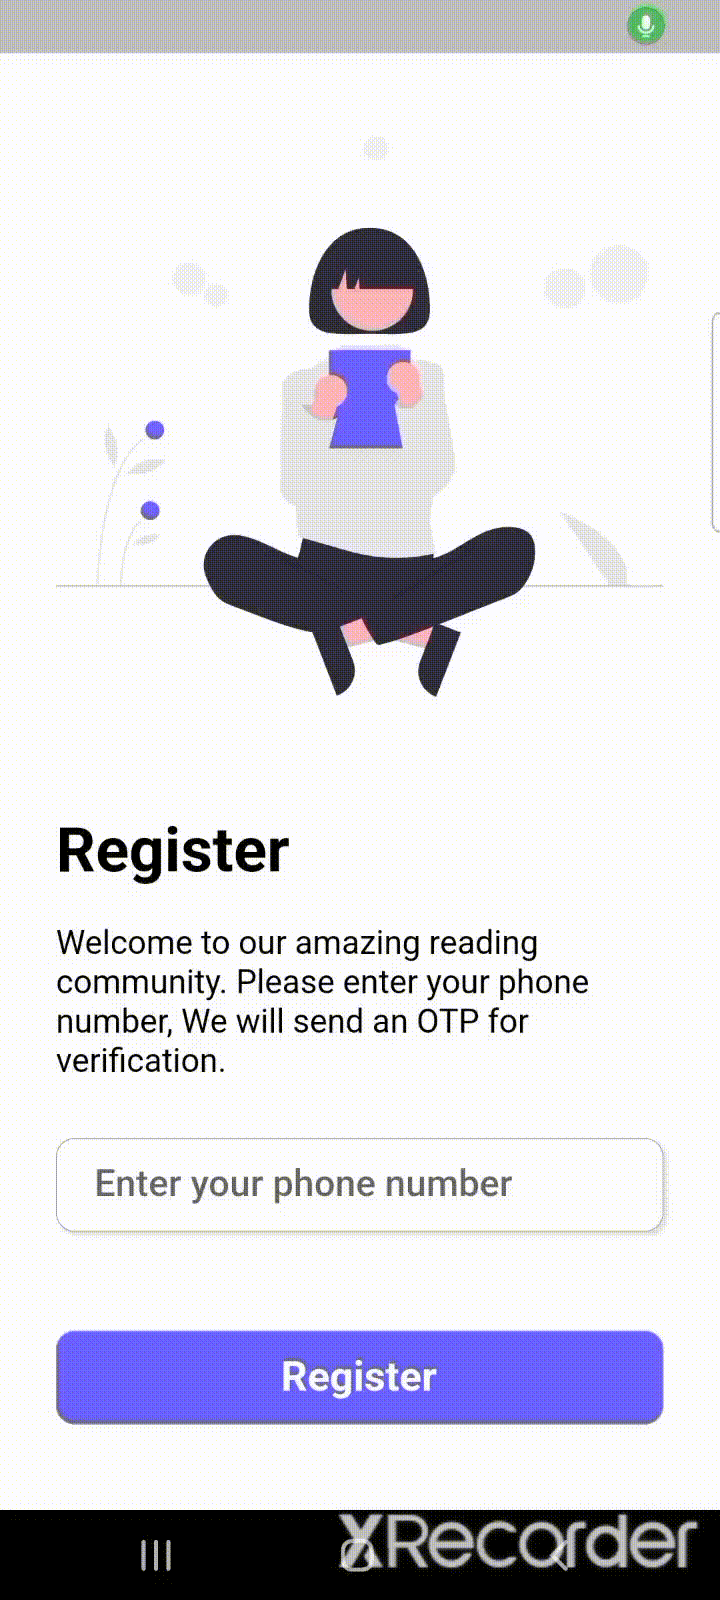 Register
Welcome to our amazing reading
community. Please enter your phone
number, We will send an OTP for
verification.
Enter your phone number
Register
XRecorder